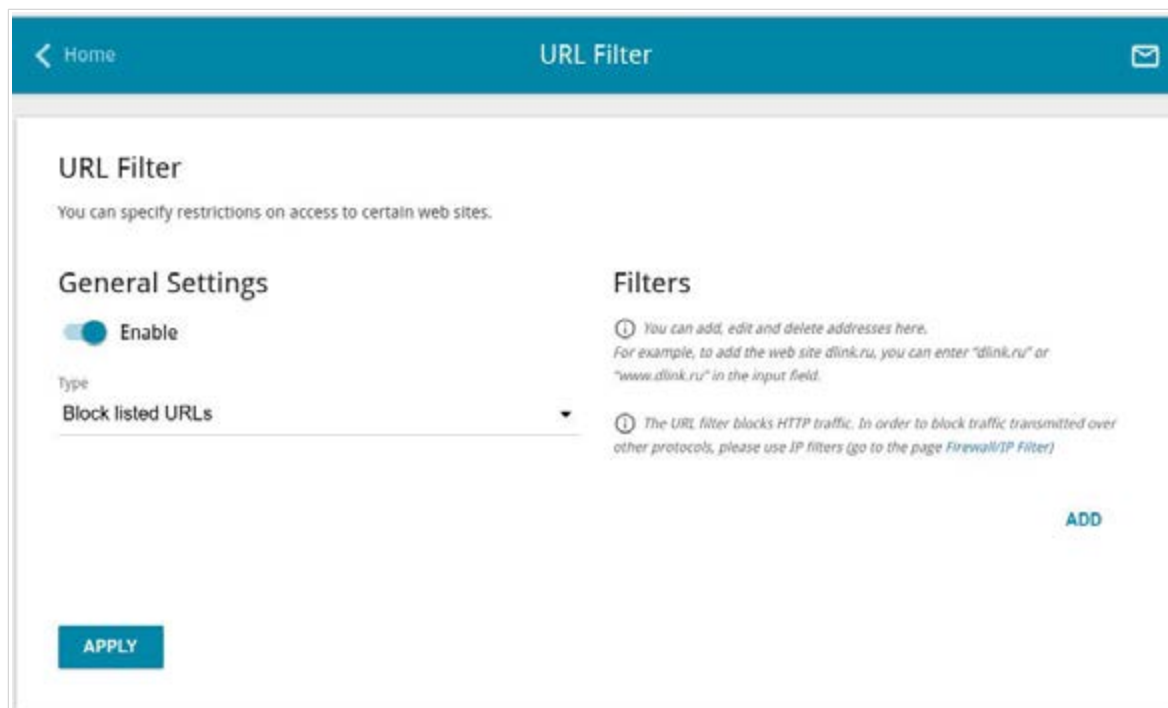 Home
URL Filter
URL Filter
You can specify restrictions on access to certain web sites.
General Settings
Enable
Type
Block listed URLs
Filters
You can add, edit and delete addresses here.
For example, to add the web site dlink.ru, you can enter "dlink.ru" or
"www.dlink.ru" in the input field.
The URL filter blocks HTTP traffic. In order to block traffic transmitted over
other protocols, please use IP filters (go to the page Firewall/IP Filter)
ADD
APPLY